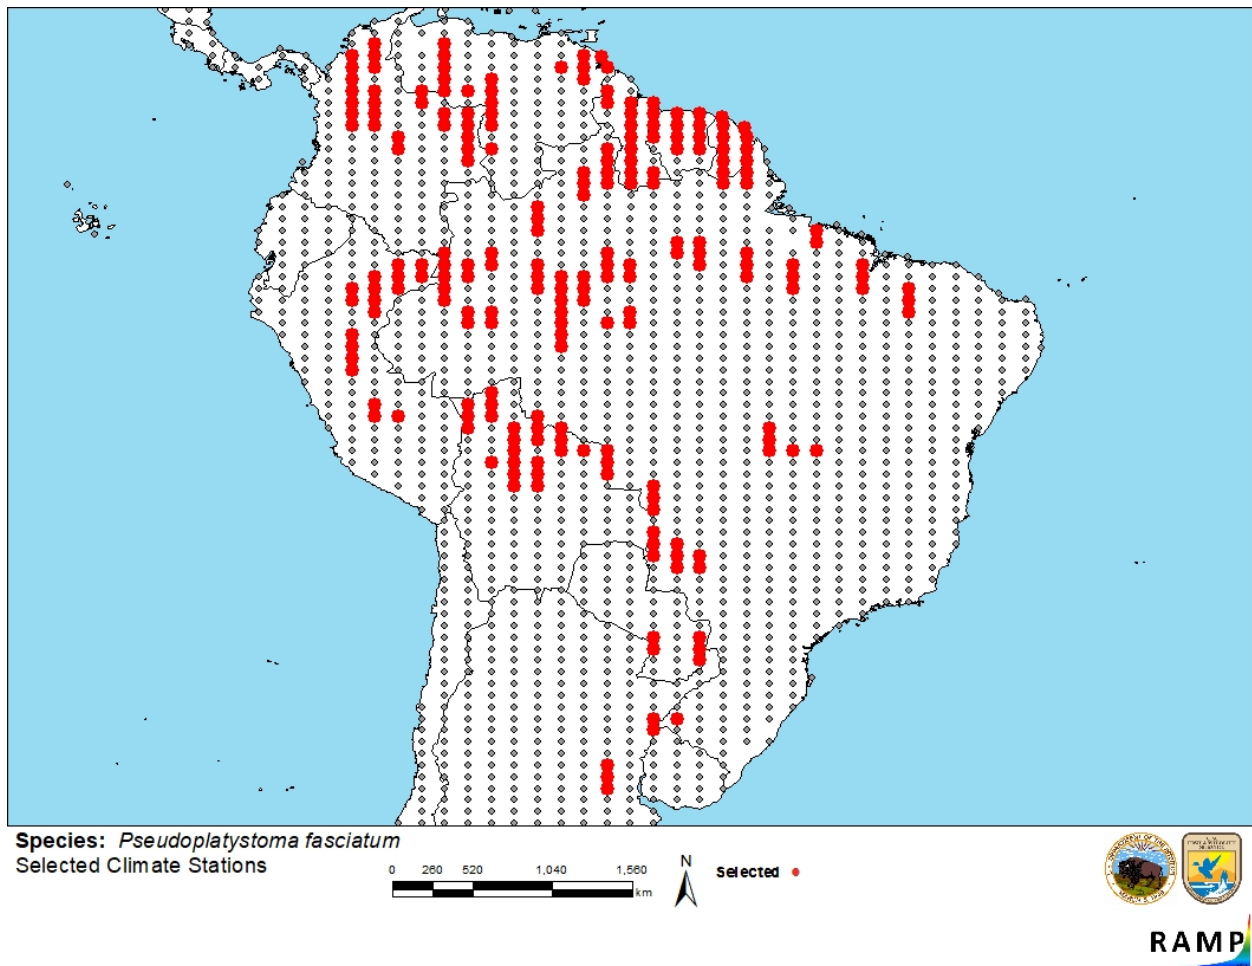 Species: Pseudoplatystoma fasciatum
Selected Climate Stations
0 260 520 1,040 1,560
km
N
Selected
RAMP